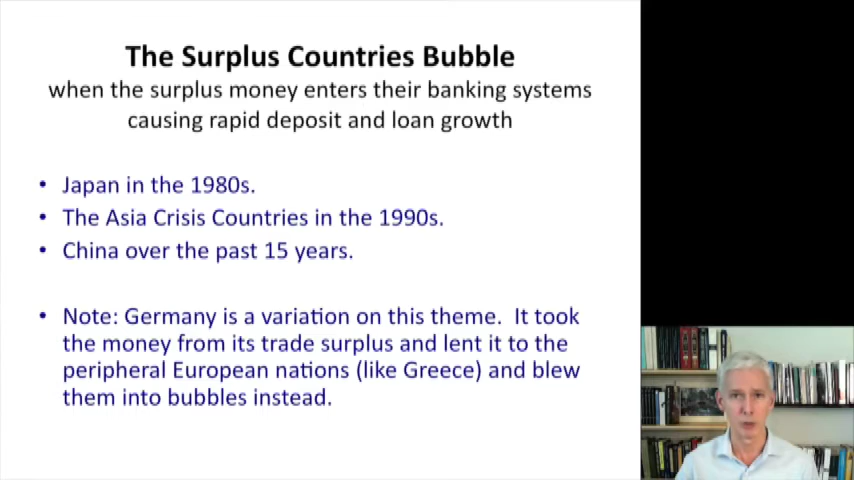 The Surplus Countries Bubble
when the surplus money enters their banking systems
causing rapid deposit and loan growth
• Japan in the 1980s.
• The Asia Crisis Countries in the 1990s.
• China over the past 15 years.
• Note: Germany is a variation on this theme.  It took
the money from its trade surplus and lent it to the
peripheral European nations (like Greece) and blew
them into bubbles instead.